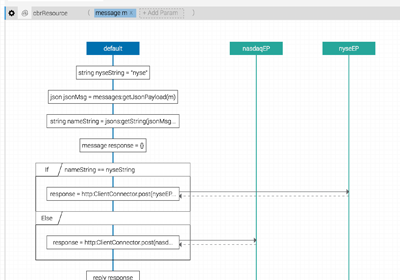 cbrResource ( message m × + Add Param )
default nasdaqEP nyseEP
string nyseString = "nyse"
json jsonMsg = messages:getJsonPayload(m)
string nameString = jsons:getString(jsonMsg...
message response = {}
If nameString == nyseString
response = http:ClientConnector.post(nyseEP...
Else
response = http:ClientConnector.post(nasd...
reply response